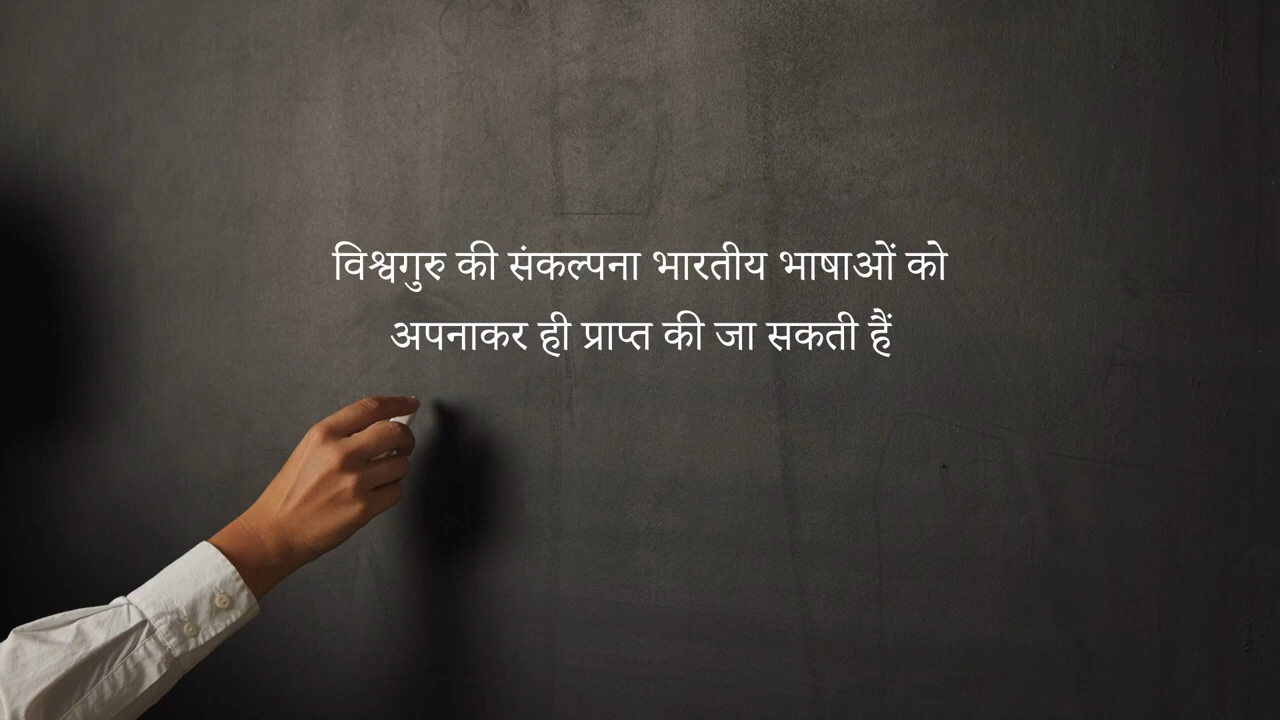 विश्वगुरु की संकल्पना भारतीय भाषाओं को
अपनाकर ही प्राप्त की जा सकती हैं